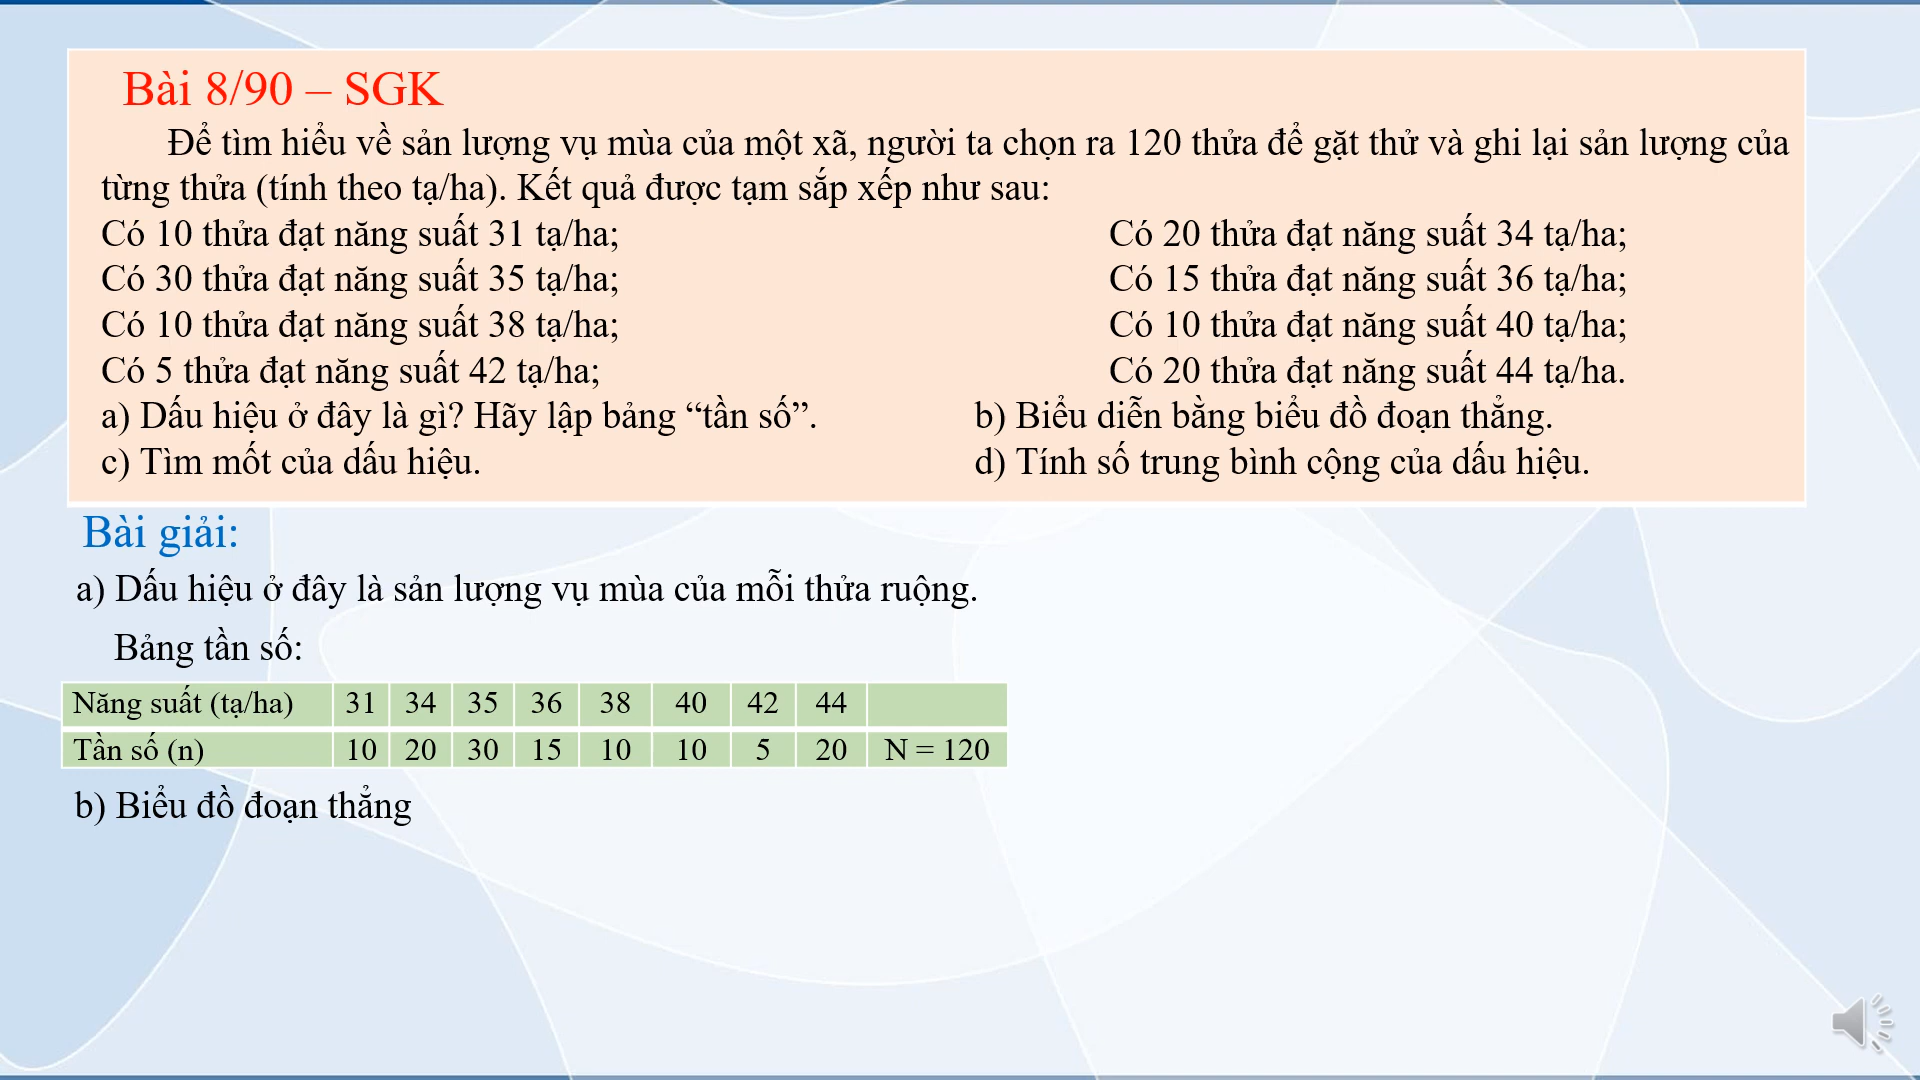 Bài 8/90 – SGK
Để tìm hiểu về sản lượng vụ mùa của một xã, người ta chọn ra 120 thửa để gặt thử và ghi lại sản lượng của
từng thửa (tính theo tạ/ha). Kết quả được tạm sắp xếp như sau:
Có 10 thửa đạt năng suất 31 tạ/ha; Có 20 thửa đạt năng suất 34 tạ/ha;
Có 30 thửa đạt năng suất 35 tạ/ha; Có 15 thửa đạt năng suất 36 tạ/ha;
Có 10 thửa đạt năng suất 38 tạ/ha; Có 10 thửa đạt năng suất 40 tạ/ha;
Có 5 thửa đạt năng suất 42 tạ/ha; Có 20 thửa đạt năng suất 44 tạ/ha.
a) Dấu hiệu ở đây là gì? Hãy lập bảng “tần số”. b) Biểu diễn bằng biểu đồ đoạn thẳng.
c) Tìm mốt của dấu hiệu. d) Tính số trung bình cộng của dấu hiệu.
Bài giải:
a) Dấu hiệu ở đây là sản lượng vụ mùa của mỗi thửa ruộng.
Bảng tần số:
Năng suất (tạ/ha) 31 34 35 36 38 40 42 44
Tần số (n) 10 20 30 15 10 10 5 20 N = 120
b) Biểu đồ đoạn thẳng